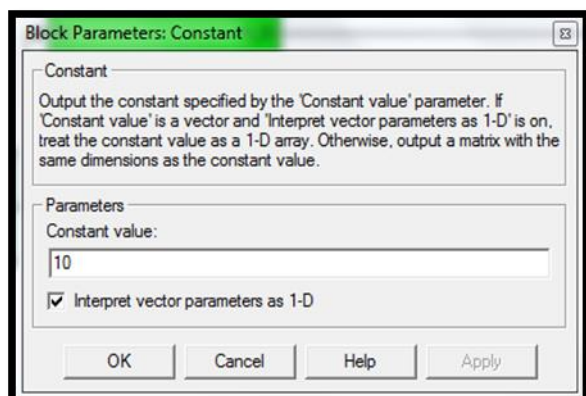 Block Parameters: Constant
Constant
Output the constant specified by the 'Constant value' parameter. If
'Constant value' is a vector and 'Interpret vector parameters as 1-D' is on,
treat the constant value as a 1-D array. Otherwise, output a matrix with the
same dimensions as the constant value.
Parameters
Constant value:
10
Interpret vector parameters as 1-D
OK Cancel Help Apply